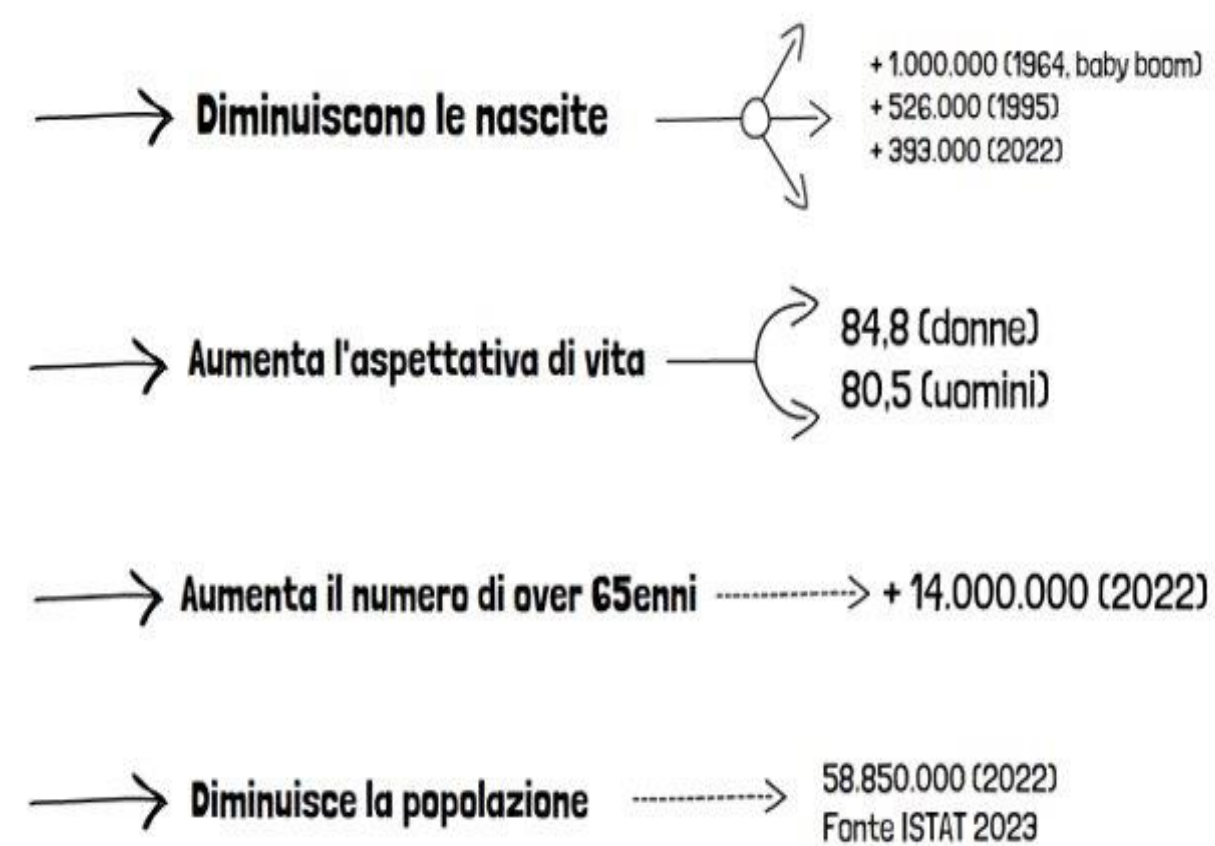 Diminuiscono le nascite
+ 1.000.000 (1964, baby boom)
+ 526.000 (1995)
+ 393.000 (2022)
Aumenta l'aspettativa di vita
84,8 (donne)
80,5 (uomini)
Aumenta il numero di over 65enni
+ 14.000.000 (2022)
Diminuisce la popolazione
58.850.000 (2022)
Fonte ISTAT 2023